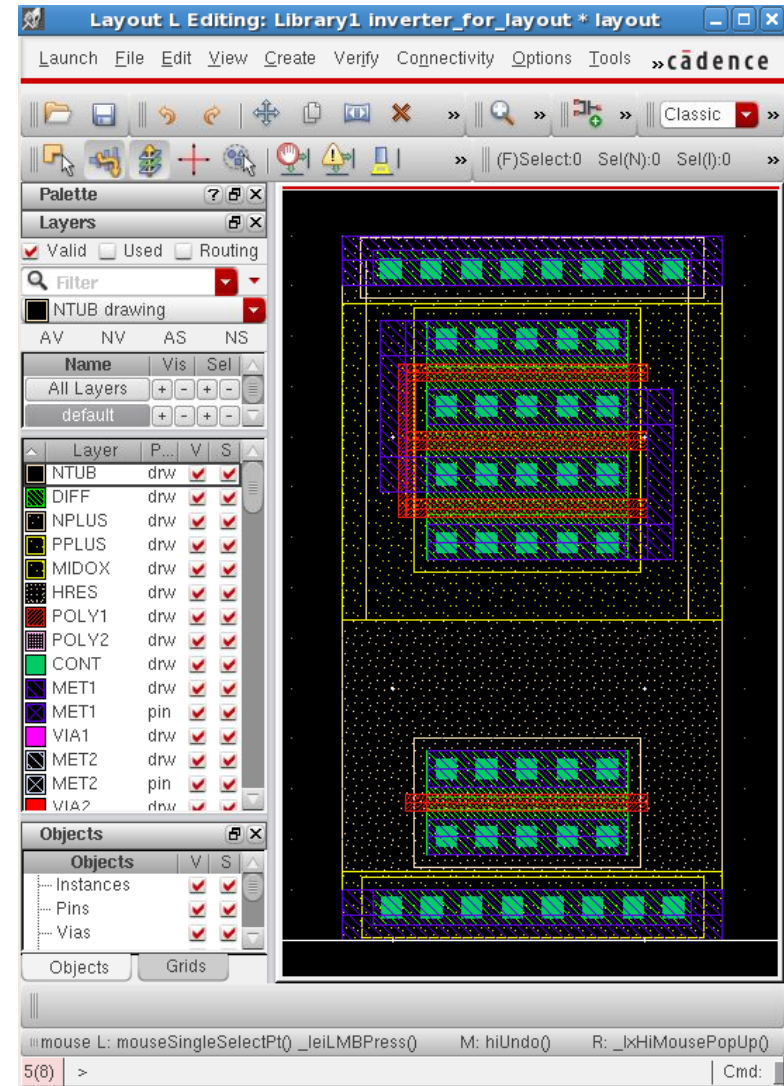 Layout L Editing: Library1 inverter_for_layout * layout
Launch File Edit View Create Verify Connectivity Options Tools » cādence
» » » Classic »
» (F)Select:0 Sel(N):0 Sel(I):0 »
Palette
Layers
Valid Used Routing
Filter
NTUB drawing
AV NV AS NS
Name Vis Sel
All Layers + - + -
default + - + -
Layer P... V S
NTUB drw
DIFF drw
NPLUS drw
PPLUS drw
MIDOX drw
HRES drw
POLY1 drw
POLY2 drw
CONT drw
MET1 drw
MET1 pin
VIA1 drw
MET2 drw
MET2 pin
VIA2 drw
Objects
Objects V S
Instances
Pins
Vias
Objects Grids
mouse L: mouseSingleSelectPt() _leiLMBPress() M: hiUndo() R: _lxHiMousePopUp()
5(8) > Cmd: